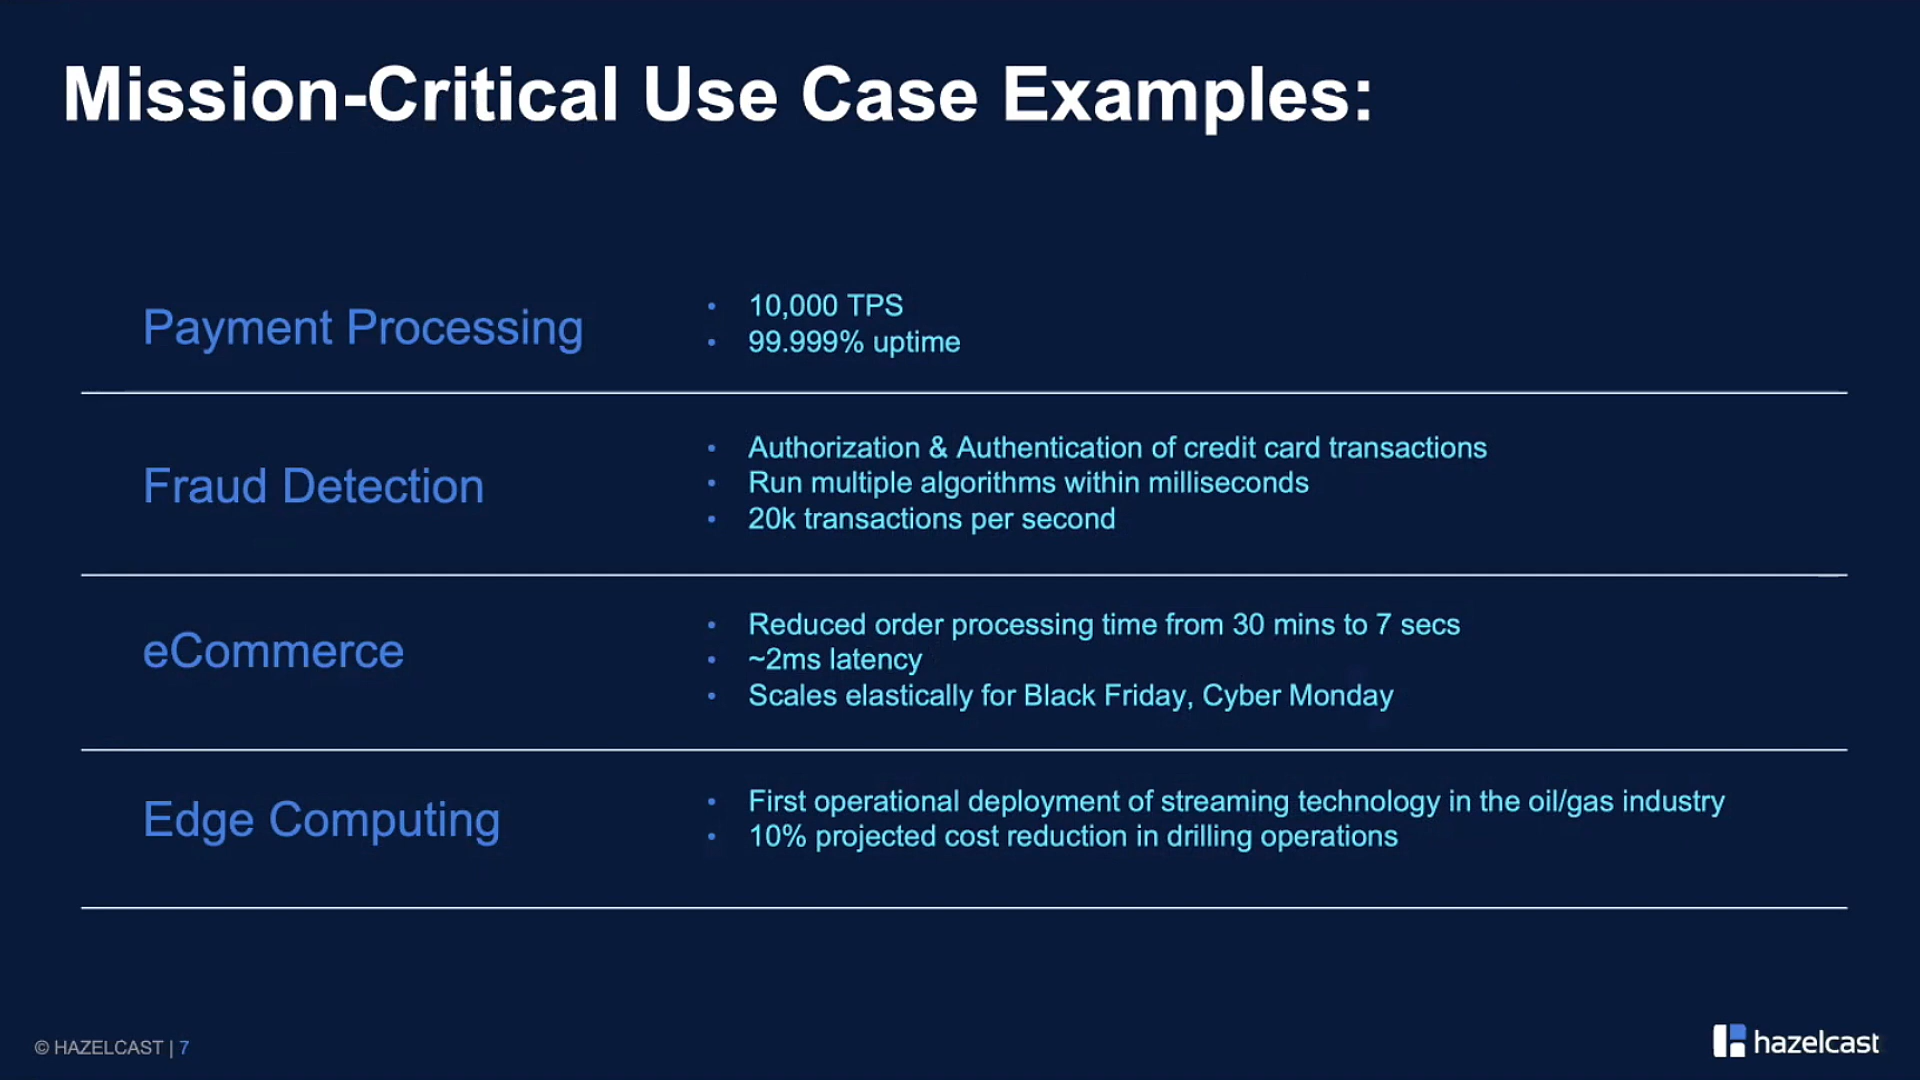 Mission-Critical Use Case Examples:
Payment Processing
• 10,000 TPS
• 99.999% uptime
Fraud Detection
• Authorization & Authentication of credit card transactions
• Run multiple algorithms within milliseconds
• 20k transactions per second
eCommerce
• Reduced order processing time from 30 mins to 7 secs
• ~2ms latency
• Scales elastically for Black Friday, Cyber Monday
Edge Computing
• First operational deployment of streaming technology in the oil/gas industry
• 10% projected cost reduction in drilling operations
© HAZELCAST | 7
hazelcast